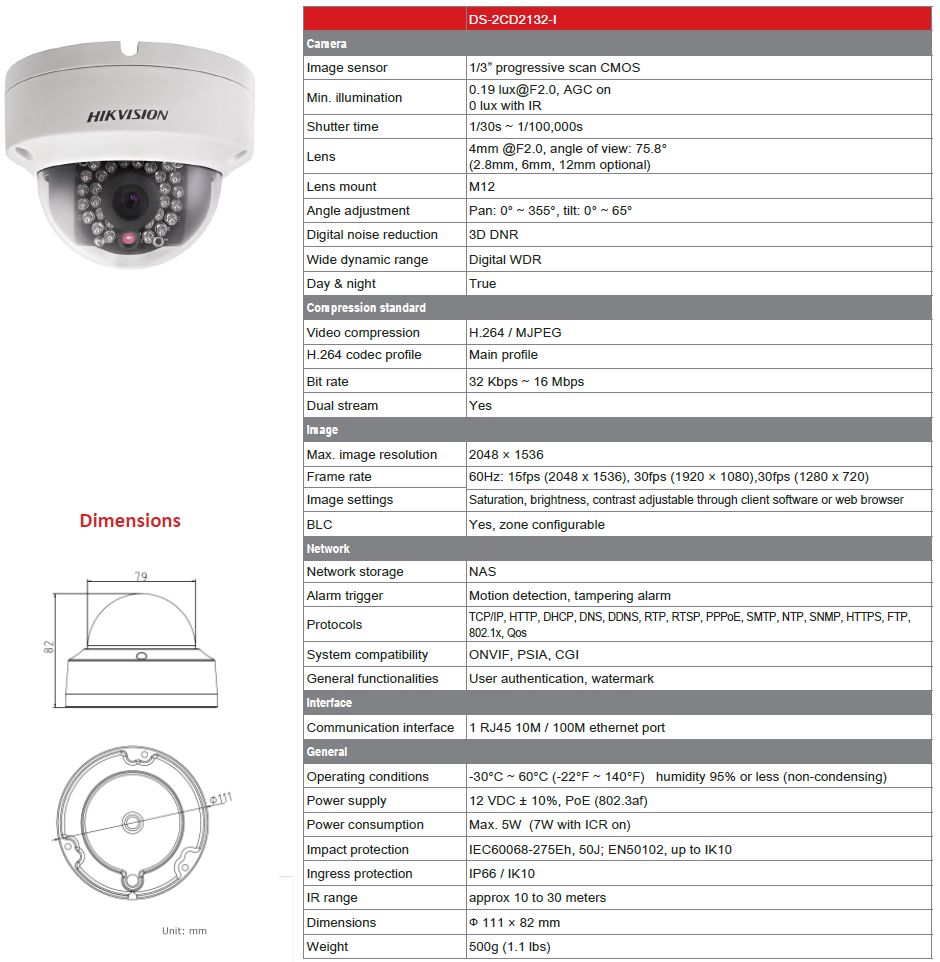 HIKVISION
DS-2CD2132-I
Camera
Image sensor 1/3” progressive scan CMOS
Min. illumination 0.19 lux@F2.0, AGC on
0 lux with IR
Shutter time 1/30s ~ 1/100,000s
Lens 4mm @F2.0, angle of view: 75.8°
(2.8mm, 6mm, 12mm optional)
Lens mount M12
Angle adjustment Pan: 0° ~ 355°, tilt: 0° ~ 65°
Digital noise reduction 3D DNR
Wide dynamic range Digital WDR
Day & night True
Compression standard
Video compression H.264 / MJPEG
H.264 codec profile Main profile
Bit rate 32 Kbps ~ 16 Mbps
Dual stream Yes
Image
Max. image resolution 2048 × 1536
Frame rate 60Hz: 15fps (2048 x 1536), 30fps (1920 × 1080),30fps (1280 x 720)
Image settings Saturation, brightness, contrast adjustable through client software or web browser
BLC Yes, zone configurable
Network
Network storage NAS
Alarm trigger Motion detection, tampering alarm
Protocols TCP/IP, HTTP, DHCP, DNS, DDNS, RTP, RTSP, PPPoE, SMTP, NTP, SNMP, HTTPS, FTP,
802.1x, Qos
System compatibility ONVIF, PSIA, CGI
General functionalities User authentication, watermark
Interface
Communication interface 1 RJ45 10M / 100M ethernet port
General
Operating conditions -30°C ~ 60°C (-22°F ~ 140°F) humidity 95% or less (non-condensing)
Power supply 12 VDC ± 10%, PoE (802.3af)
Power consumption Max. 5W (7W with ICR on)
Impact protection IEC60068-275Eh, 50J; EN50102, up to IK10
Ingress protection IP66 / IK10
IR range approx 10 to 30 meters
Dimensions Φ 111 × 82 mm
Weight 500g (1.1 lbs)
Dimensions
79
82
Φ111
Unit: mm